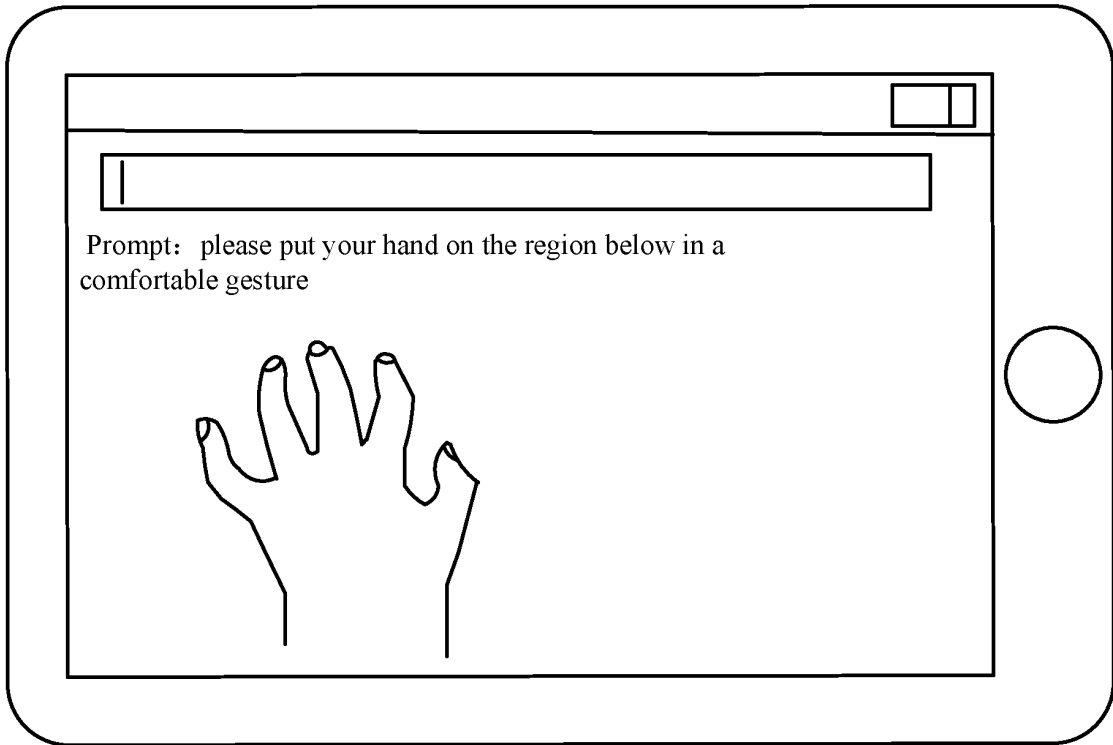 Prompt：please put your hand on the region below in a
comfortable gesture